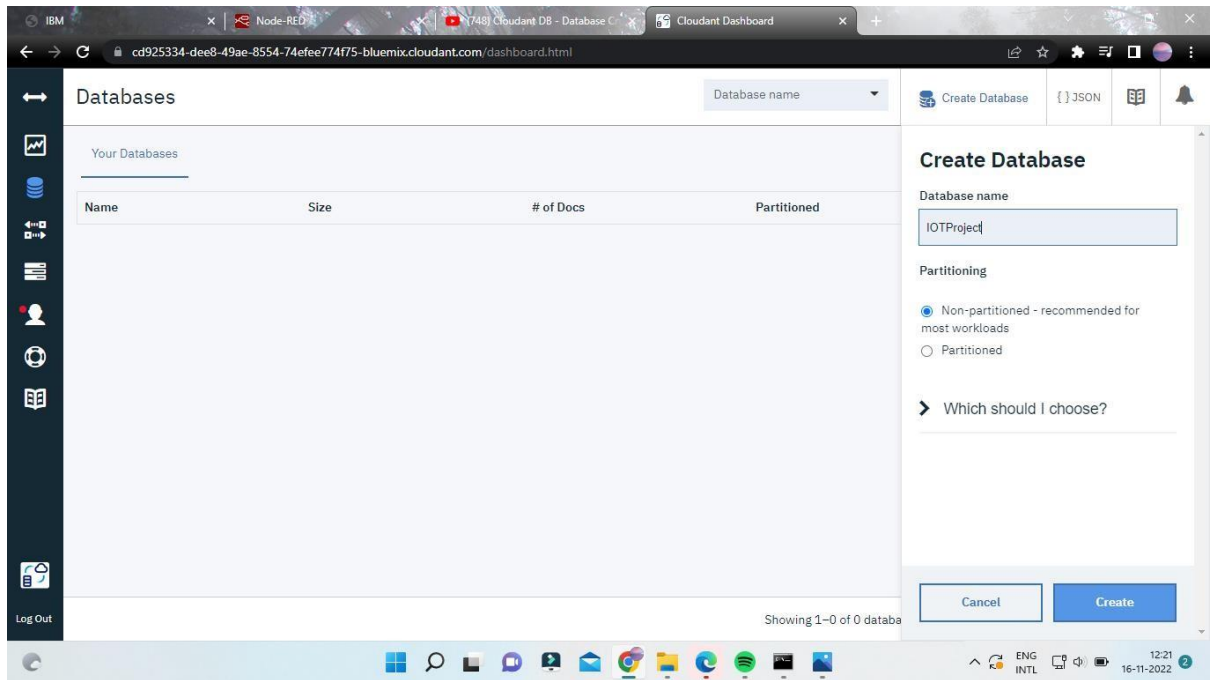 IBM
Node-RED
(748) Cloudant DB - Database C
Cloudant Dashboard
cd925334-dee8-49ae-8554-74efee774f75-bluemix.cloudant.com/dashboard.html
Databases
Database name
Create Database
{ } JSON
Your Databases
Name Size # of Docs Partitioned
Create Database
Database name
IOTProject
Partitioning
Non-partitioned - recommended for
most workloads
Partitioned
Which should I choose?
Cancel
Create
Log Out
Showing 1–0 of 0 databa
ENG
INTL
12:21
16-11-2022
2